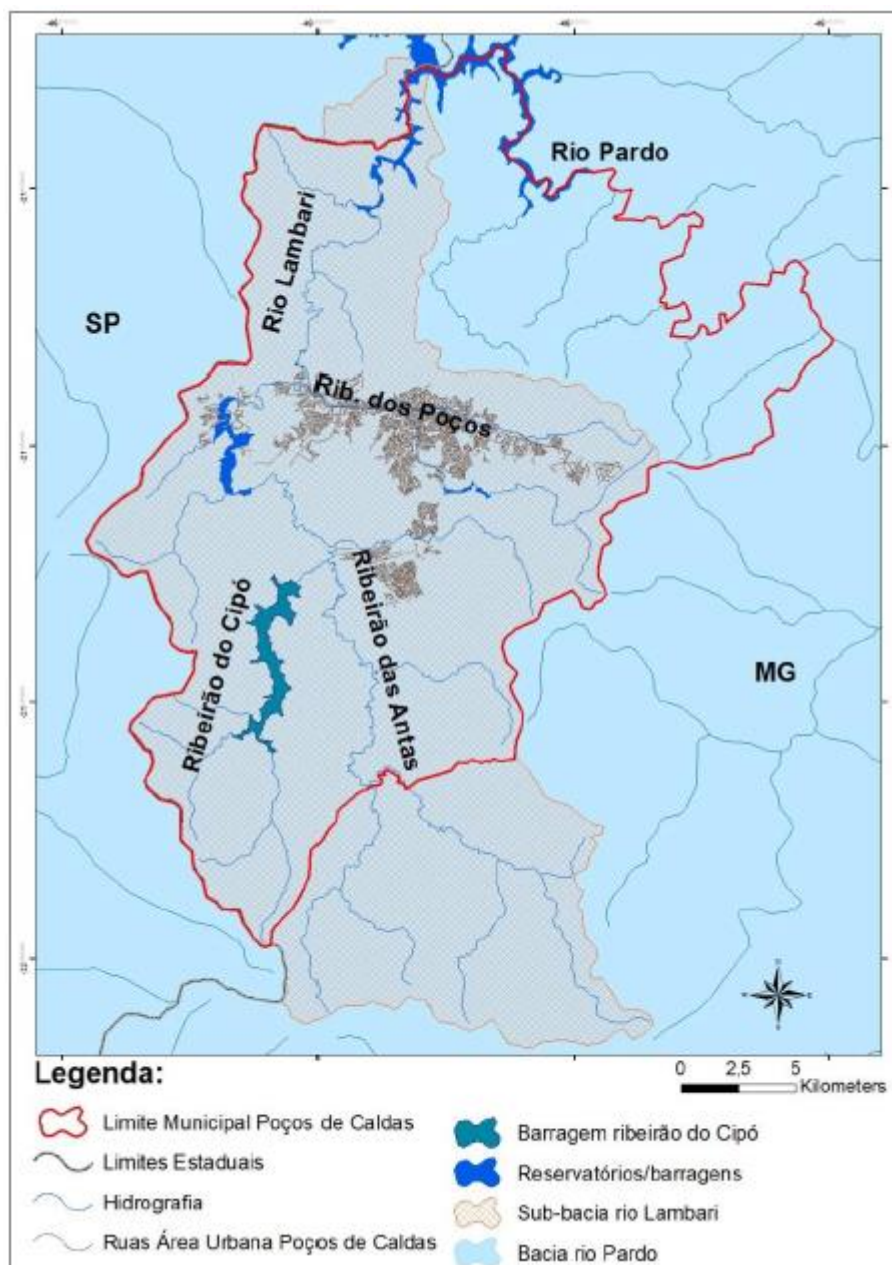 Rio Pardo
Rio Lambari
SP
Rib. dos Poços
Ribeirão do Cipó
Ribeirão das Antas
MG
Legenda:
0 2,5 5
Kilometers
Limite Municipal Poços de Caldas
Limites Estaduais
Hidrografia
Ruas Área Urbana Poços de Caldas
Barragem ribeirão do Cipó
Reservatórios/barragens
Sub-bacia rio Lambari
Bacia rio Pardo